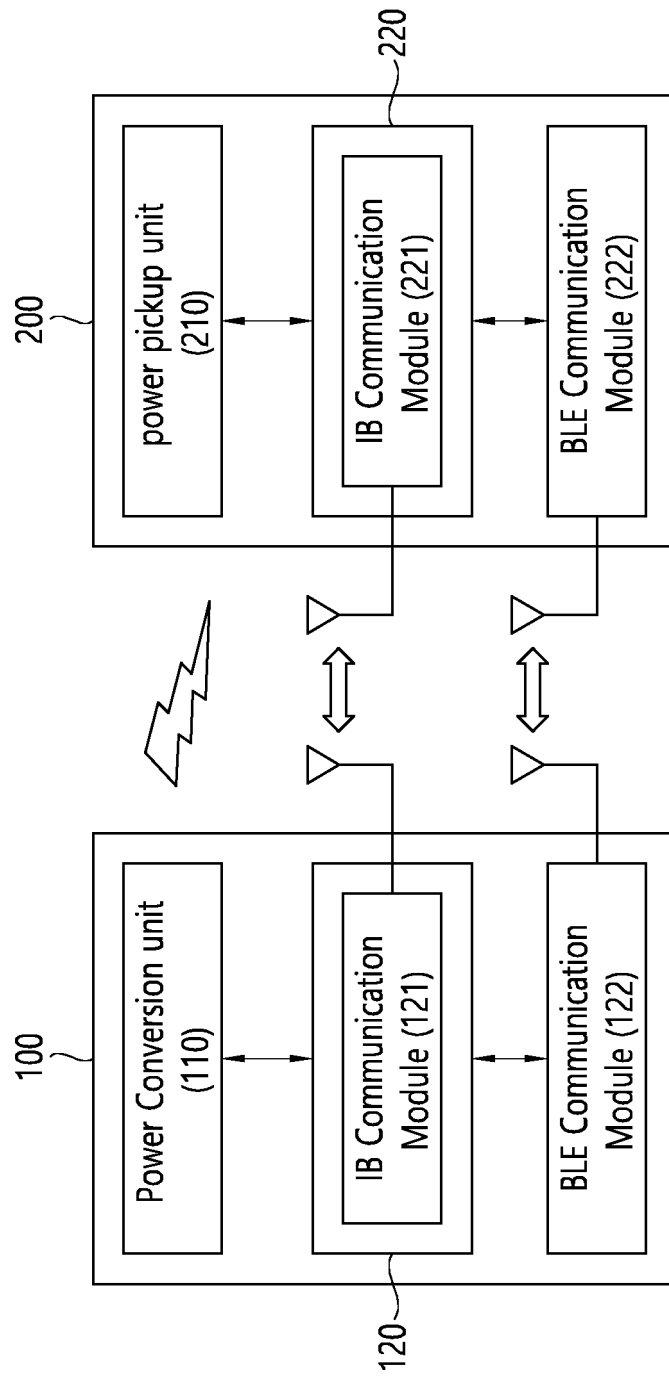 100
200
Power Conversion unit
(110)
power pickup unit
(210)
120
IB Communication
Module (121)
IB Communication
Module (221)
220
BLE Communication
Module (122)
BLE Communication
Module (222)